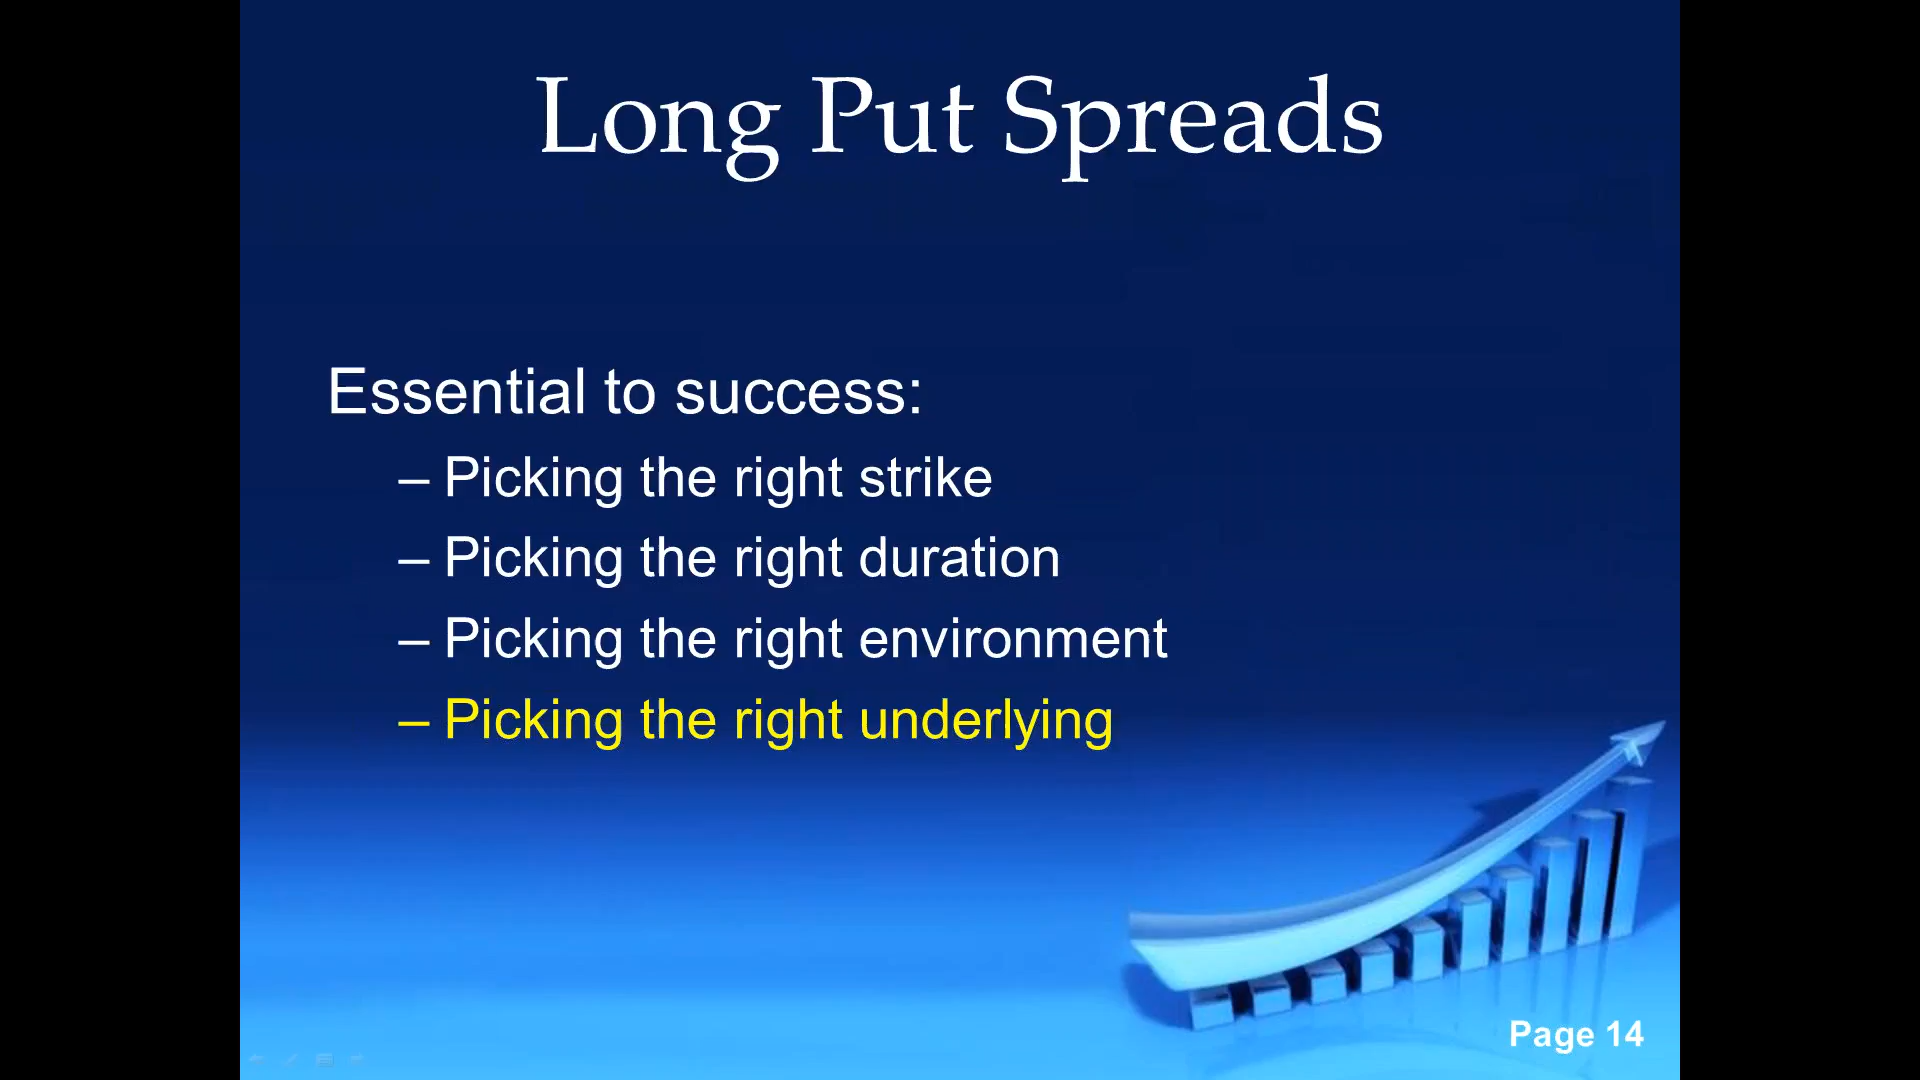 Long Put Spreads
Essential to success:
– Picking the right strike
– Picking the right duration
– Picking the right environment
– Picking the right underlying
Page 14